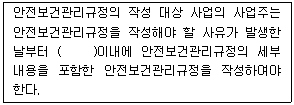 안전보건관리규정의 작성 대상 사업의 사업주는
안전보건관리규정을 작성해야 할 사유가 발생한
날부터 (    )이내에 안전보건관리규정의 세부
내용을 포함한 안전보건관리규정을 작성하여야
한다.